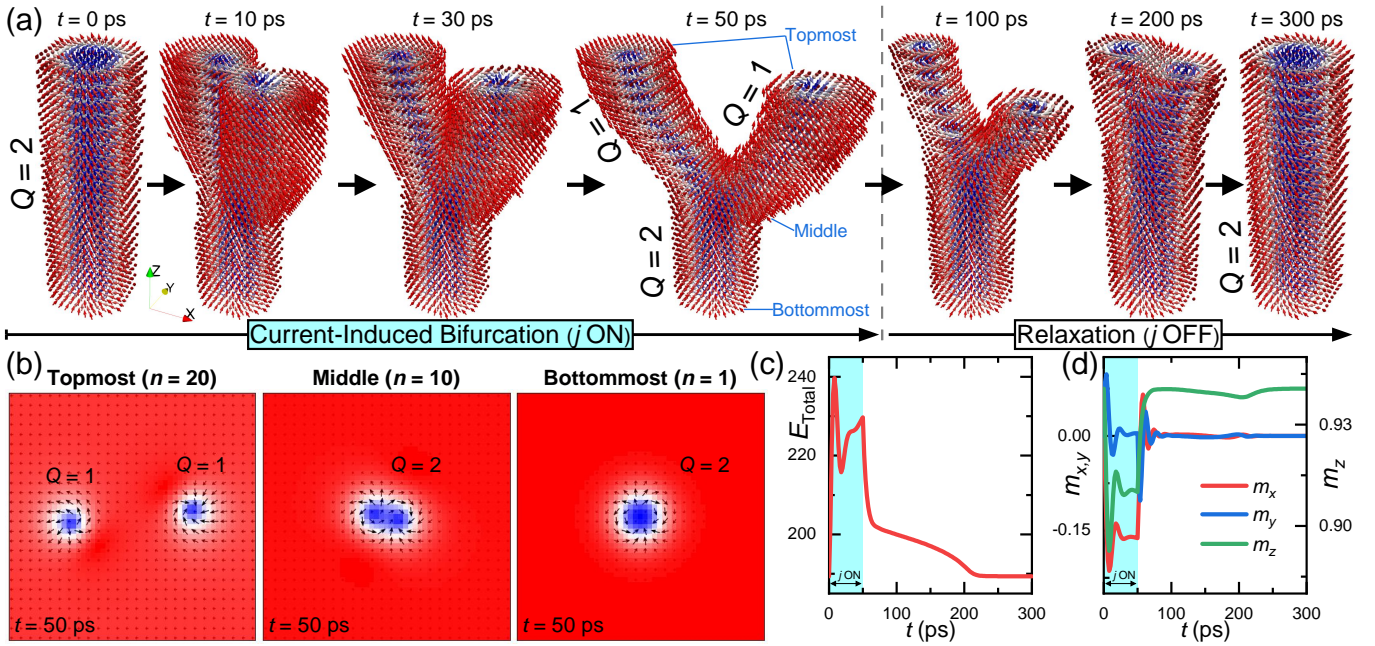 (a)
t = 0 ps t = 10 ps t = 30 ps t = 50 ps t = 100 ps t = 200 ps t = 300 ps
Topmost
Q = 2
Q = 1
Q = 1
Q = 2
Middle
Bottommost
Q = 2
Z
Y
X
Current-Induced Bifurcation (j ON)
Relaxation (j OFF)
(b)
Topmost (n = 20)
Q = 1
Q = 1
t = 50 ps
Middle (n = 10)
Q = 2
t = 50 ps
Bottommost (n = 1)
Q = 2
t = 50 ps
(c)
E_Total
240
220
200
j ON
0 100 200 300
t (ps)
(d)
m_x,y
0.00
-0.15
0.93
0.90
m_z
m_x
m_y
m_z
j ON
0 100 200 300
t (ps)